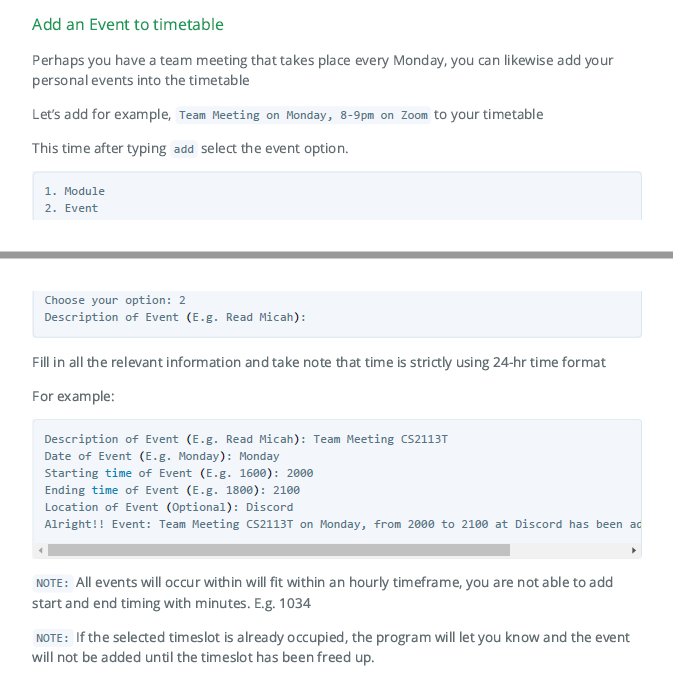 Add an Event to timetable
Perhaps you have a team meeting that takes place every Monday, you can likewise add your
personal events into the timetable
Let's add for example, Team Meeting on Monday, 8-9pm on Zoom to your timetable
This time after typing add select the event option.
1. Module
2. Event
Choose your option: 2
Description of Event (E.g. Read Micah):
Fill in all the relevant information and take note that time is strictly using 24-hr time format
For example:
Description of Event (E.g. Read Micah): Team Meeting CS2113T
Date of Event (E.g. Monday): Monday
Starting time of Event (E.g. 1600): 2000
Ending time of Event (E.g. 1800): 2100
Location of Event (Optional): Discord
Alright!! Event: Team Meeting CS2113T on Monday, from 2000 to 2100 at Discord has been
NOTE: All events will occur within will fit within an hourly timeframe, you are not able to add
start and end timing with minutes. E.g. 1034
NOTE: If the selected timeslot is already occupied, the program will let you know and the event
will not be added until the timeslot has been freed up.